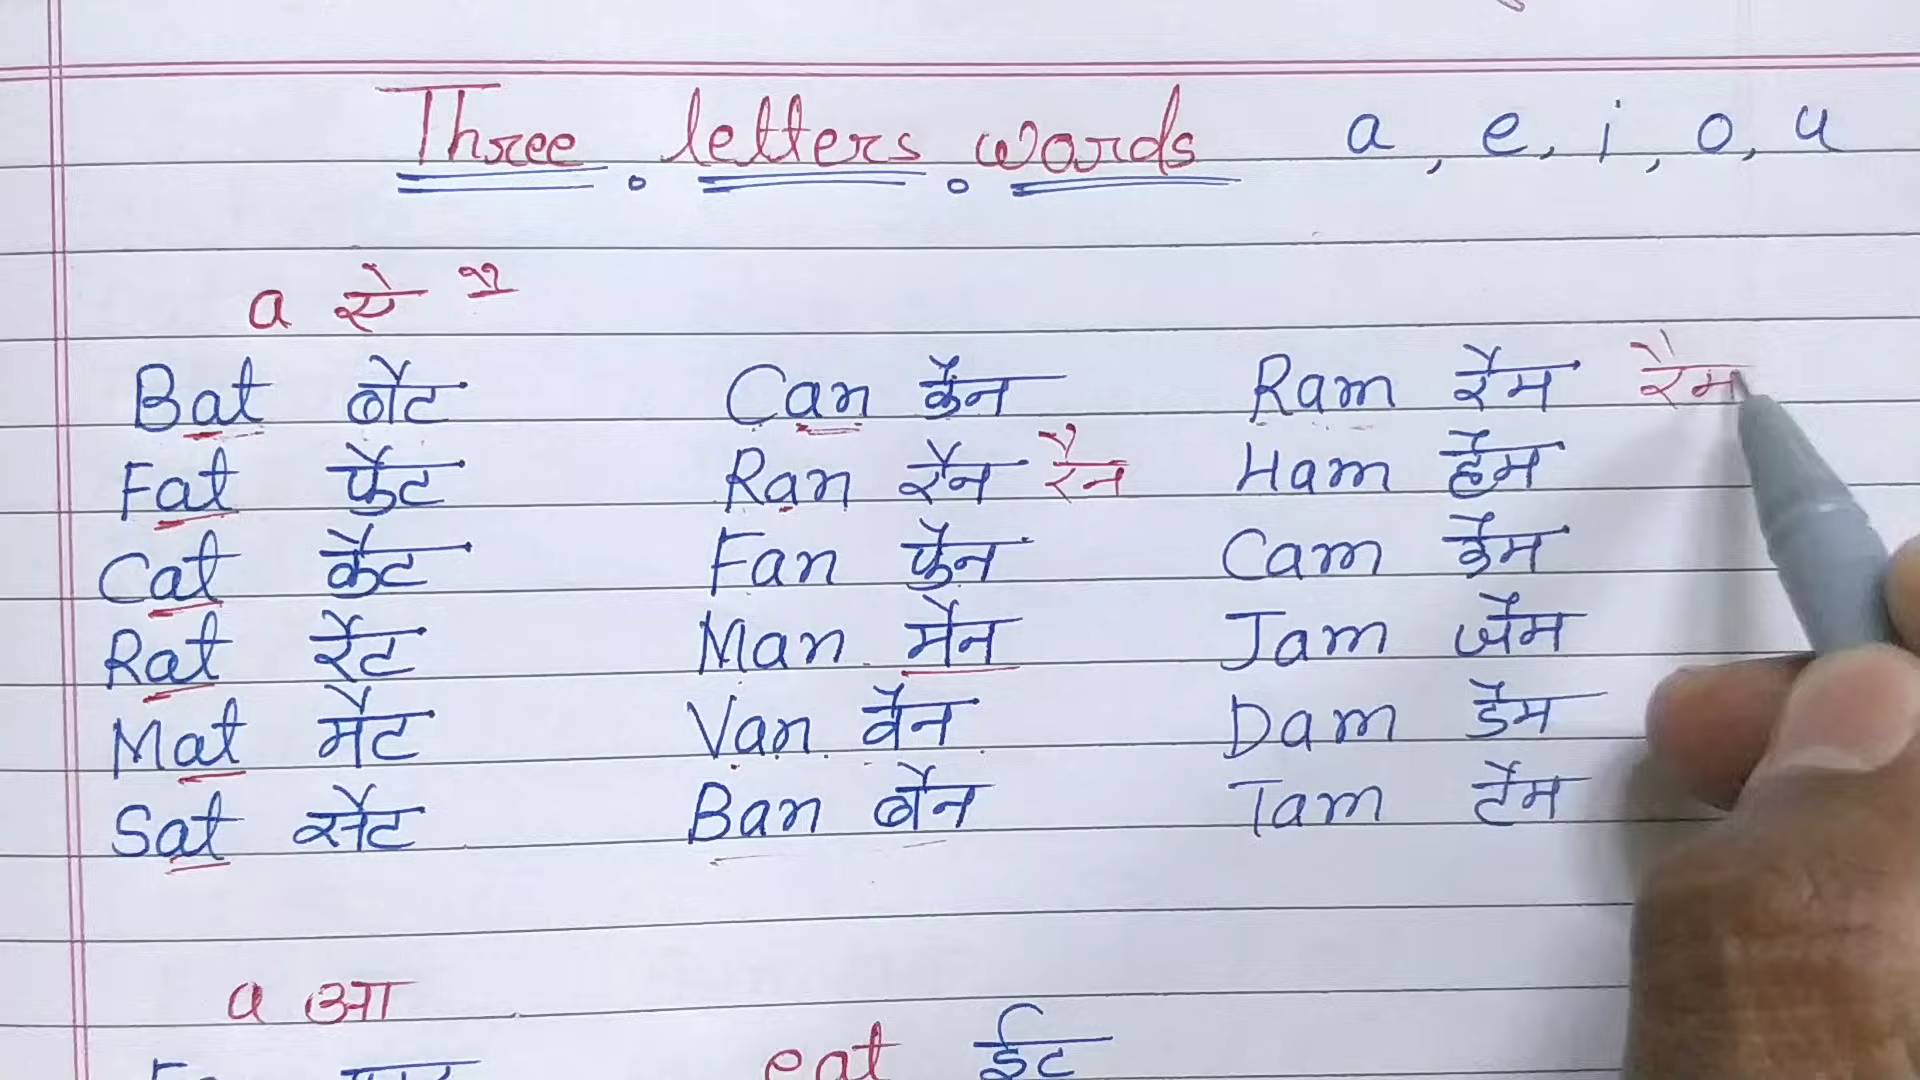 Three letters words a, e, i, o, u
a ऐ
Bat बैट Can कैन Ram रैम रैम
Fat फैट Ran रैन रैन Ham हैम
Cat कैट Fan फैन Cam कैम
Rat रैट Man मैन Jam जैम
Mat मैट Van वैन Dam डैम
Sat सैट Ban बैन Tam टैम
a आ
eat ईट